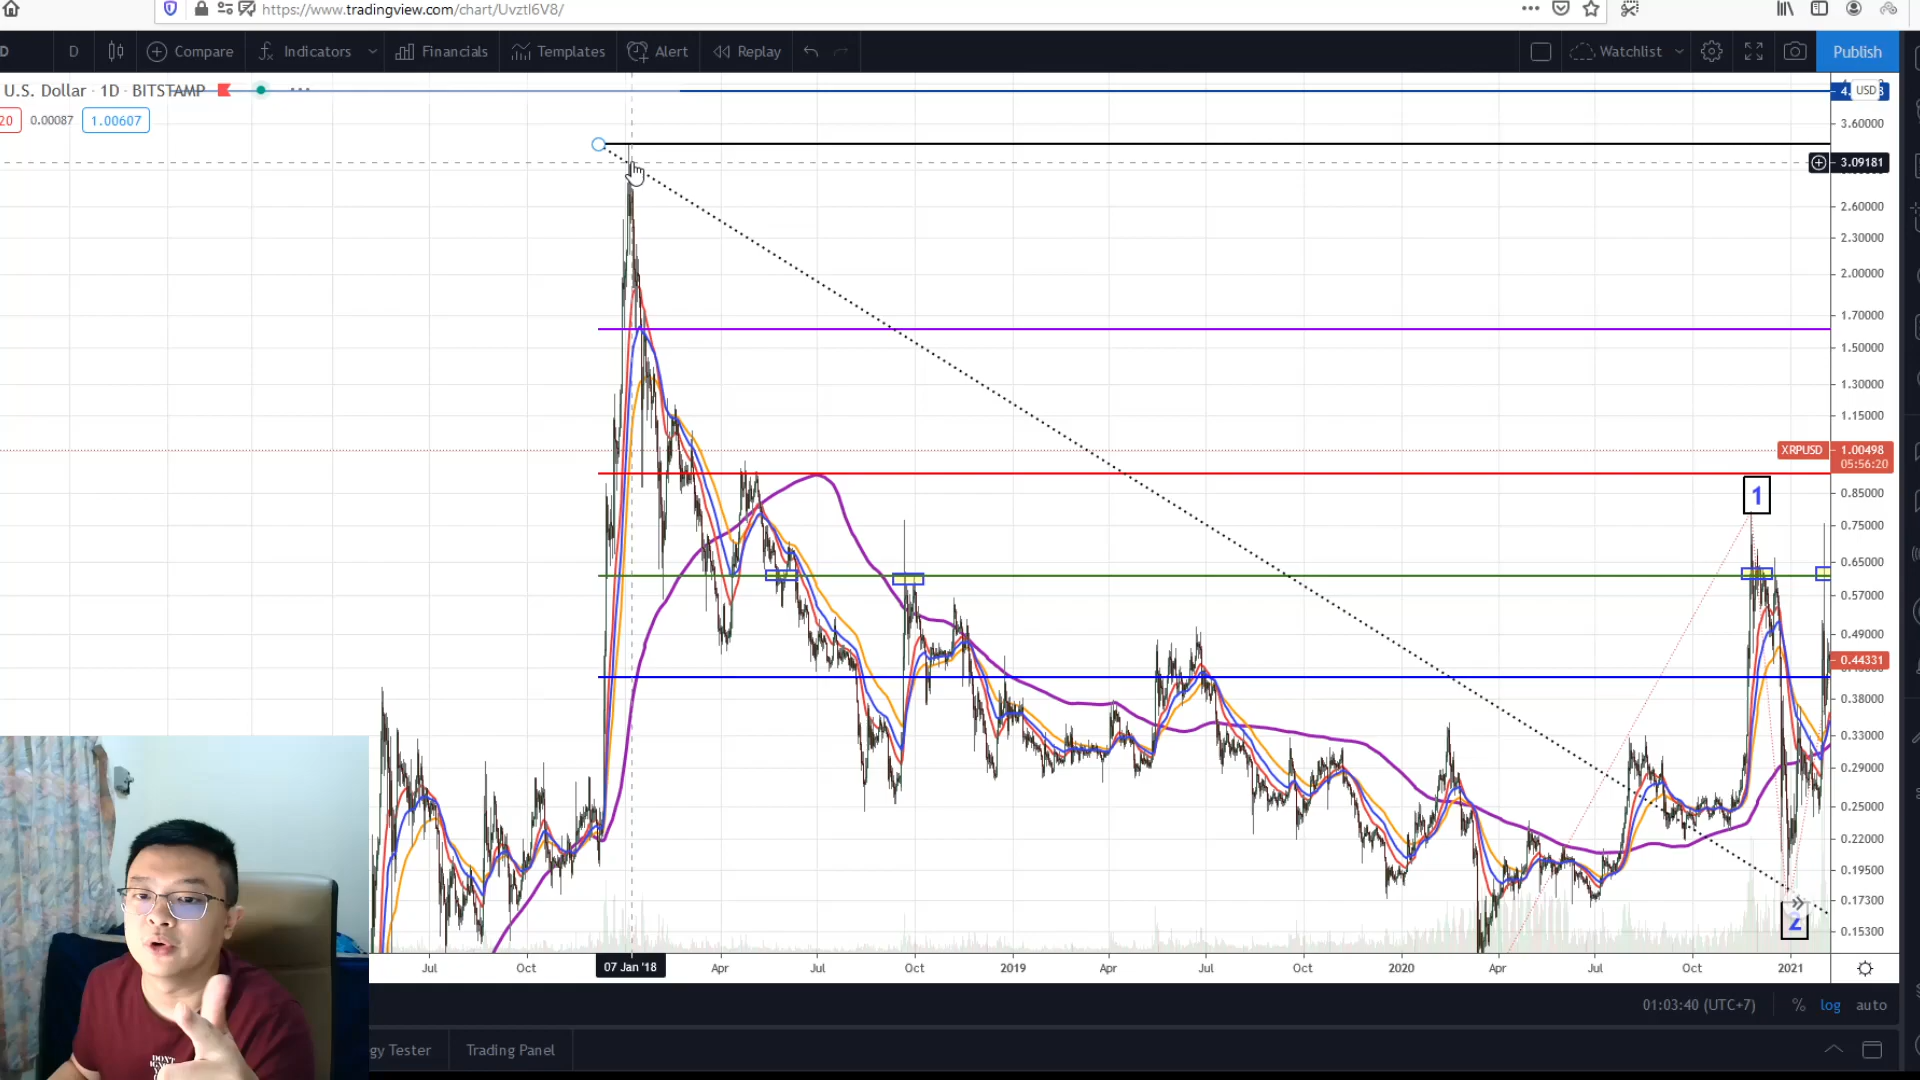 https://www.tradingview.com/chart/UvztI6V8/
D Compare Indicators Financials Templates Alert Replay Watchlist Publish
U.S. Dollar · 1D · BITSTAMP
20 0.00087 1.00607
USD
3.60000
3.09181
2.60000
2.30000
2.00000
1.70000
1.50000
1.30000
1.15000
XRPUSD 1.00498
05:56:20
0.85000
1
0.75000
0.65000
0.57000
0.49000
0.44331
0.38000
0.33000
0.29000
0.25000
0.22000
0.19500
0.17300
2
0.15300
Jul Oct 07 Jan '18 Apr Jul Oct 2019 Apr Jul Oct 2020 Apr Jul Oct 2021
01:03:40 (UTC+7) % log auto
gy Tester Trading Panel
DON'T